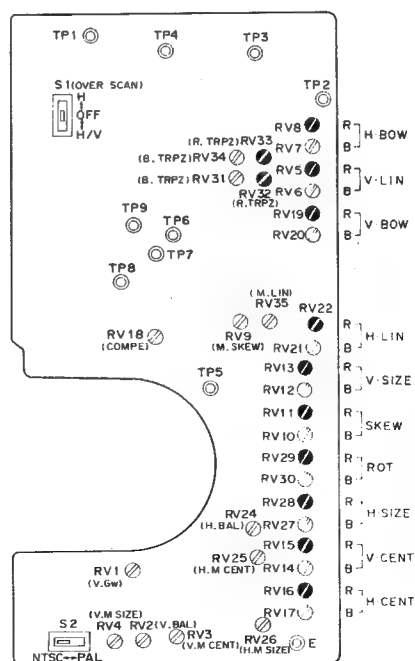 TP1
TP4
TP3
S1(OVER SCAN)
H
OFF
H/V
TP2
RV8 R
H·BOW
RV7 B
(R.TRPZ)RV33
(B.TRPZ)RV34
RV5 R
V·LIN
(B.TRPZ)RV31
RV6 B
RV32
(R.TRPZ)
RV19 R
V·BOW
RV20 B
TP9
TP6
TP7
TP8
(M.LIN)
RV35
RV22 R
H·LIN
RV9
(M.SKEW)
RV18
(COMPE)
RV21 B
RV13 R
V·SIZE
TP5
RV12 B
RV11 R
SKEW
RV10 B
RV29 R
ROT
RV30 B
RV28 R
H·SIZE
RV24
(H.BAL)
RV27 B
RV15 R
V·CENT
RV25
(H.M CENT)
RV14 B
RV1
(V.Gw)
RV16 R
H·CENT
RV17 B
(V.M SIZE)
S2
RV4 RV2(V.BAL)
RV3
(V.M CENT)
RV26
(H.M SIZE)
E
NTSC↔PAL